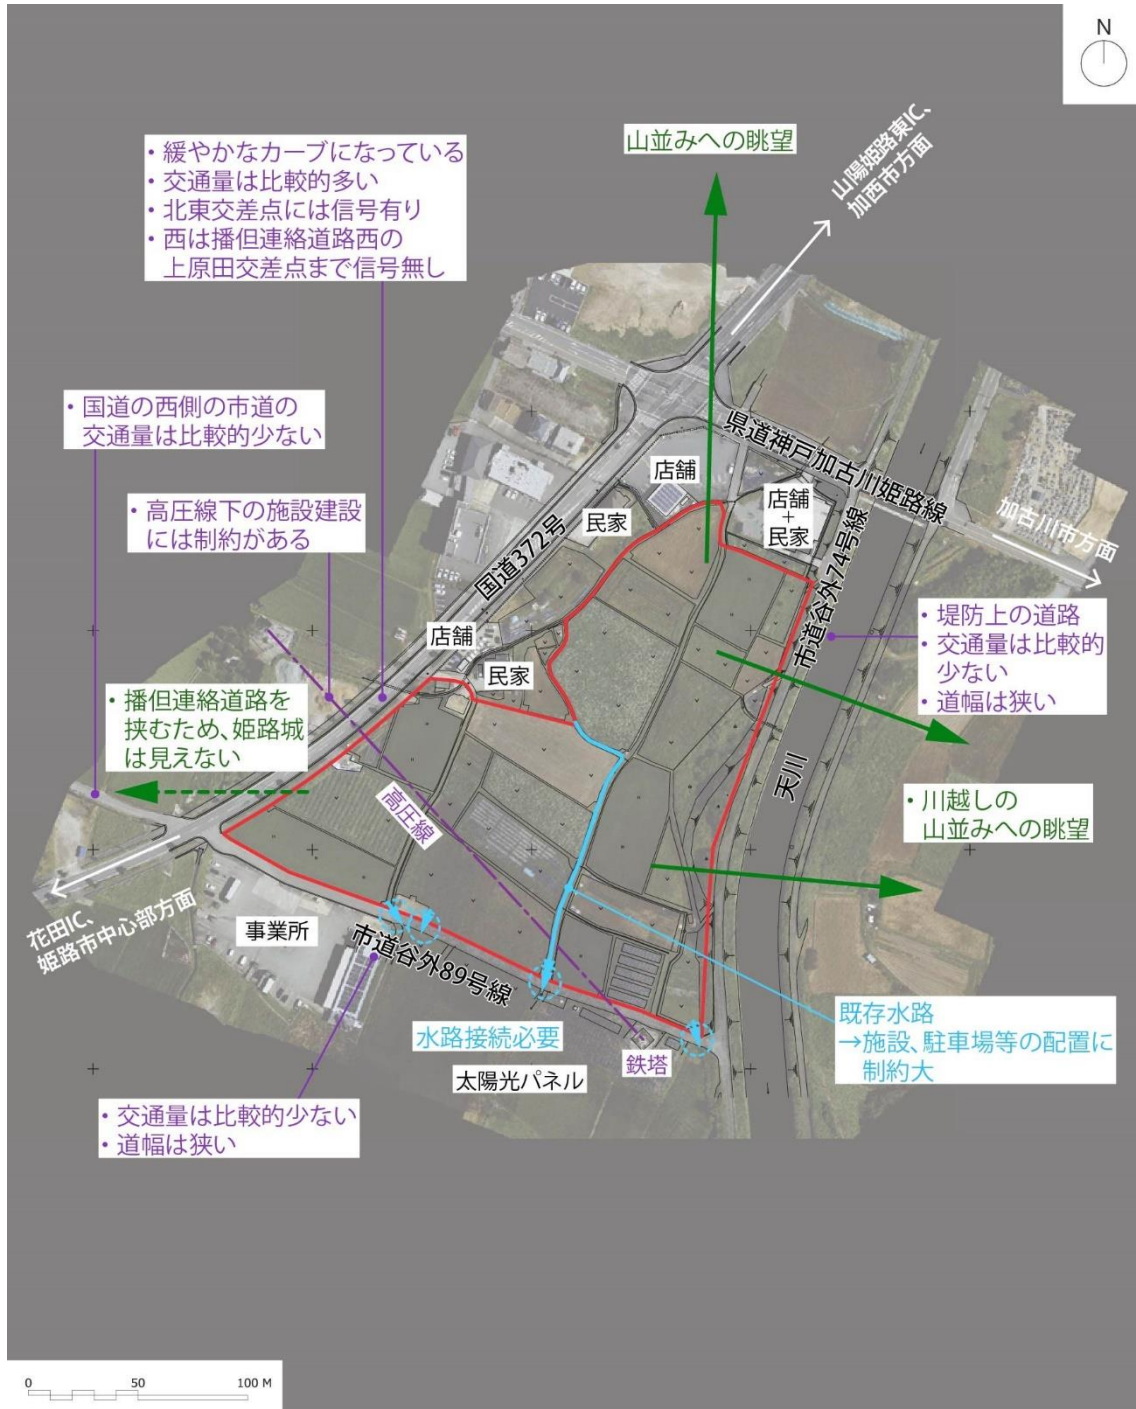 N
山陽姫路東IC、
加西市方面
山並みへの眺望
・緩やかなカーブになっている
・交通量は比較的多い
・北東交差点には信号有り
・西は播但連絡道路西の
上原田交差点まで信号無し
・国道の西側の市道の
交通量は比較的少ない
・高圧線下の施設建設
には制約がある
県道神戸加古川姫路線
店舗
店舗
+
民家
民家
加古川市方面
国道372号
市道谷外74号線
店舗
民家
・堤防上の道路
・交通量は比較的
少ない
・道幅は狭い
・播但連絡道路を
挟むため、姫路城
は見えない
高圧線
天川
・川越しの
山並みへの眺望
花田IC、
姫路市中心部方面
事業所
市道谷外89号線
水路接続必要
太陽光パネル
鉄塔
既存水路
→施設、駐車場等の配置に
制約大
・交通量は比較的少ない
・道幅は狭い
0 50 100 M